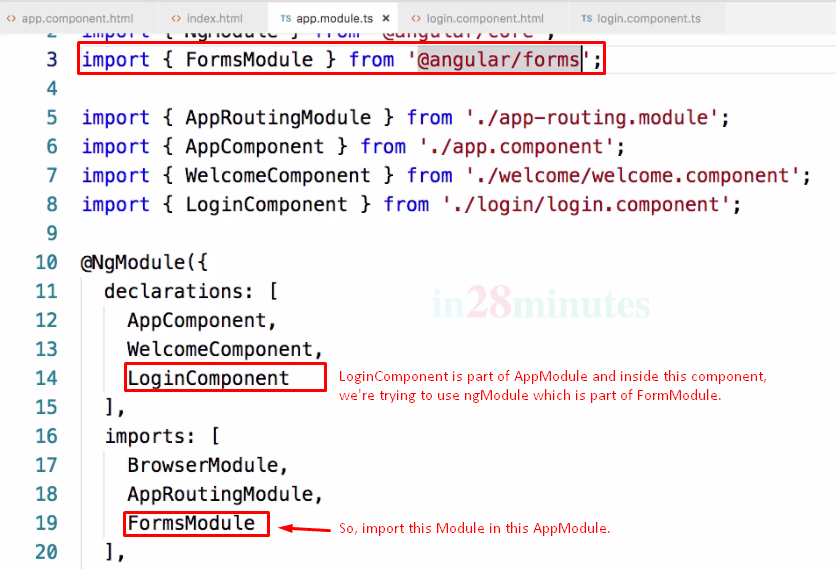 app.component.html index.html TS app.module.ts × login.component.html TS login.component.ts
2 import { NgModule } from '@angular/core';
3 import { FormsModule } from '@angular/forms';
4
5 import { AppRoutingModule } from './app-routing.module';
6 import { AppComponent } from './app.component';
7 import { WelcomeComponent } from './welcome/welcome.component';
8 import { LoginComponent } from './login/login.component';
9
10 @NgModule({
11 declarations: [
in28minutes
12 AppComponent,
13 WelcomeComponent,
14 LoginComponent
LoginComponent is part of AppModule and inside this component,
we're trying to use ngModule which is part of FormModule.
15 ],
16 imports: [
17 BrowserModule,
18 AppRoutingModule,
19 FormsModule
So, import this Module in this AppModule.
20 ],